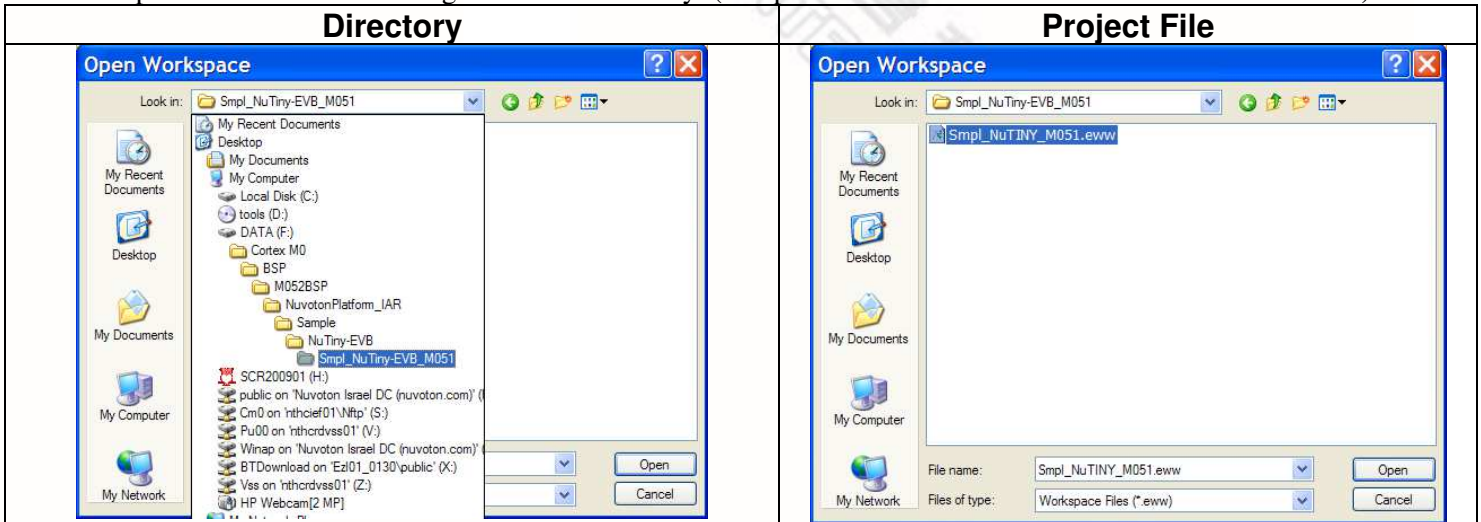 Directory
Project File
Open Workspace
Look in: Smpl_NuTiny-EVB_M051
My Recent Documents
Desktop
My Documents
My Computer
Local Disk (C:)
tools (D:)
DATA (F:)
Cortex M0
BSP
M052BSP
NuvotonPlatform_IAR
Sample
NuTiny-EVB
Smpl_NuTiny-EVB_M051
SCR200901 (H:)
public on 'Nuvoton Israel DC (nuvoton.com)' (
Cm0 on 'nthcief01\Nftp' (S:)
Pu00 on 'nthcrdvss01' (V:)
Winap on 'Nuvoton Israel DC (nuvoton.com)' (
BTDownload on 'Ezl01_0130\public' (X:)
Vss on 'nthcrdvss01' (Z:)
HP Webcam[2 MP]
My Recent
Documents
Desktop
My Documents
My Computer
My Network
Open
Cancel
Open Workspace
Look in: Smpl_NuTiny-EVB_M051
Smpl_NuTINY_M051.eww
My Recent
Documents
Desktop
My Documents
My Computer
My Network
File name: Smpl_NuTINY_M051.eww
Open
Files of type: Workspace Files (*.eww)
Cancel